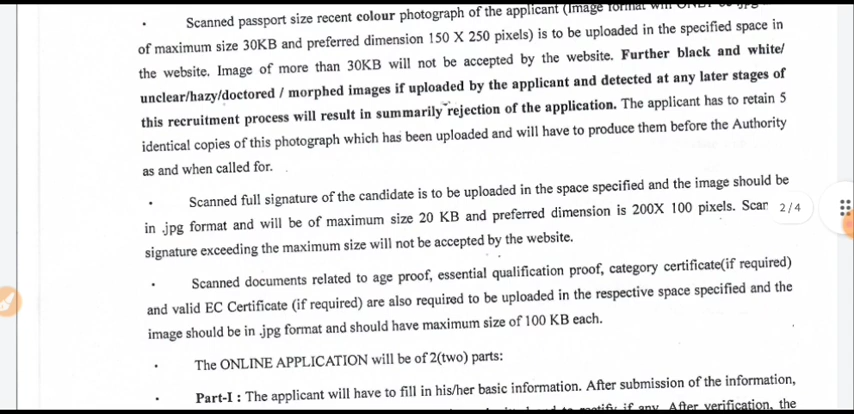 • Scanned passport size recent colour photograph of the applicant (Image format will ONLY be jpg
of maximum size 30KB and preferred dimension 150 X 250 pixels) is to be uploaded in the specified space in
the website. Image of more than 30KB will not be accepted by the website. Further black and white/
unclear/hazy/doctored / morphed images if uploaded by the applicant and detected at any later stages of
this recruitment process will result in summarily rejection of the application. The applicant has to retain 5
identical copies of this photograph which has been uploaded and will have to produce them before the Authority
as and when called for.
• Scanned full signature of the candidate is to be uploaded in the space specified and the image should be
in .jpg format and will be of maximum size 20 KB and preferred dimension is 200X 100 pixels. Scan
2/4
signature exceeding the maximum size will not be accepted by the website.
• Scanned documents related to age proof, essential qualification proof, category certificate(if required)
and valid EC Certificate (if required) are also required to be uploaded in the respective space specified and the
image should be in .jpg format and should have maximum size of 100 KB each.
• The ONLINE APPLICATION will be of 2(two) parts:
• Part-I : The applicant will have to fill in his/her basic information. After submission of the information,
if any. After verification, the